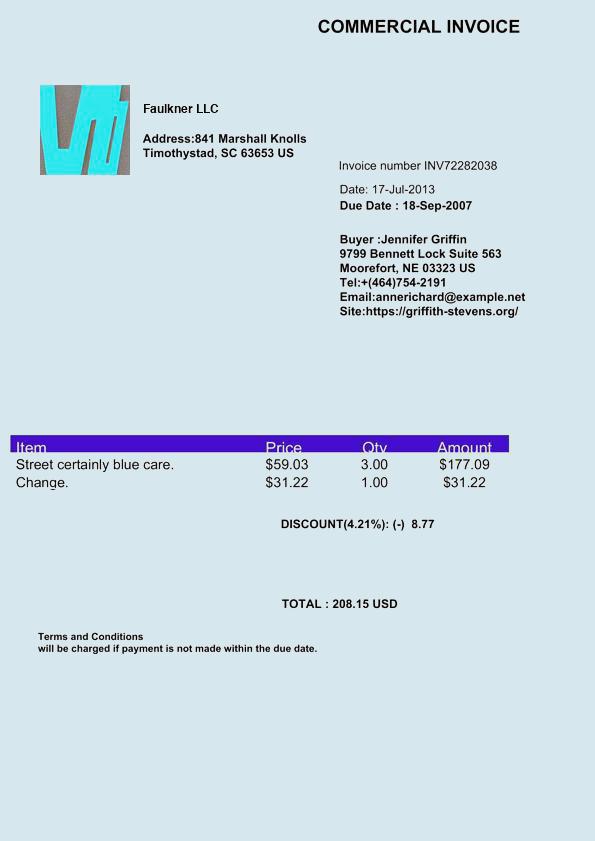 COMMERCIAL INVOICE
Faulkner LLC
Address:841 Marshall Knolls
Timothystad, SC 63653 US
Invoice number INV72282038
Date: 17-Jul-2013
Due Date : 18-Sep-2007
Buyer :Jennifer Griffin
9799 Bennett Lock Suite 563
Moorefort, NE 03323 US
Tel:+(464)754-2191
Email:annerichard@example.net
Site:https://griffith-stevens.org/
Item Price Qty Amount
Street certainly blue care. $59.03 3.00 $177.09
Change. $31.22 1.00 $31.22
DISCOUNT(4.21%): (-) 8.77
TOTAL : 208.15 USD
Terms and Conditions
will be charged if payment is not made within the due date.